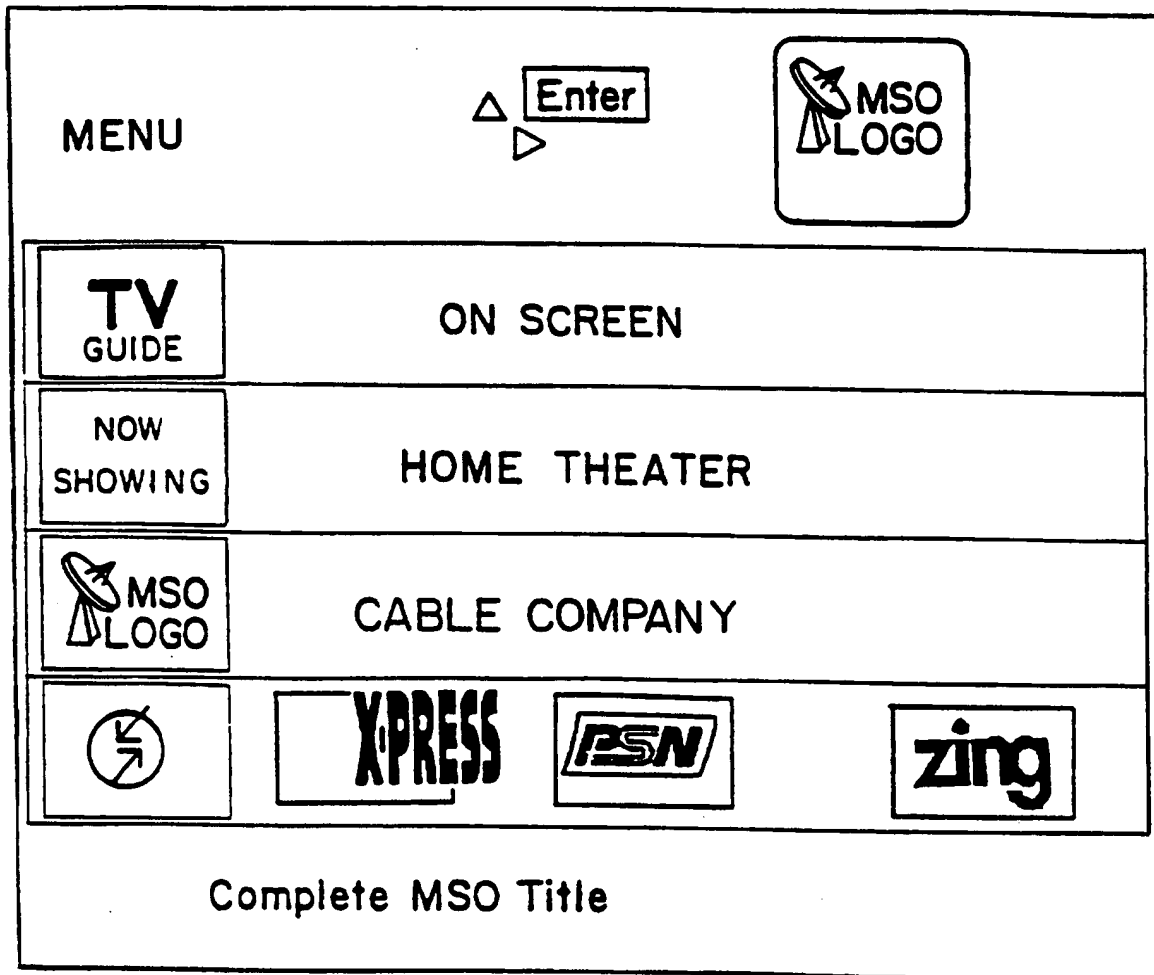 MENU
Enter
MSO
LOGO
TV
GUIDE
ON SCREEN
NOW
SHOWING
HOME THEATER
MSO
LOGO
CABLE COMPANY
X·PRESS
PSN
zing
Complete MSO Title